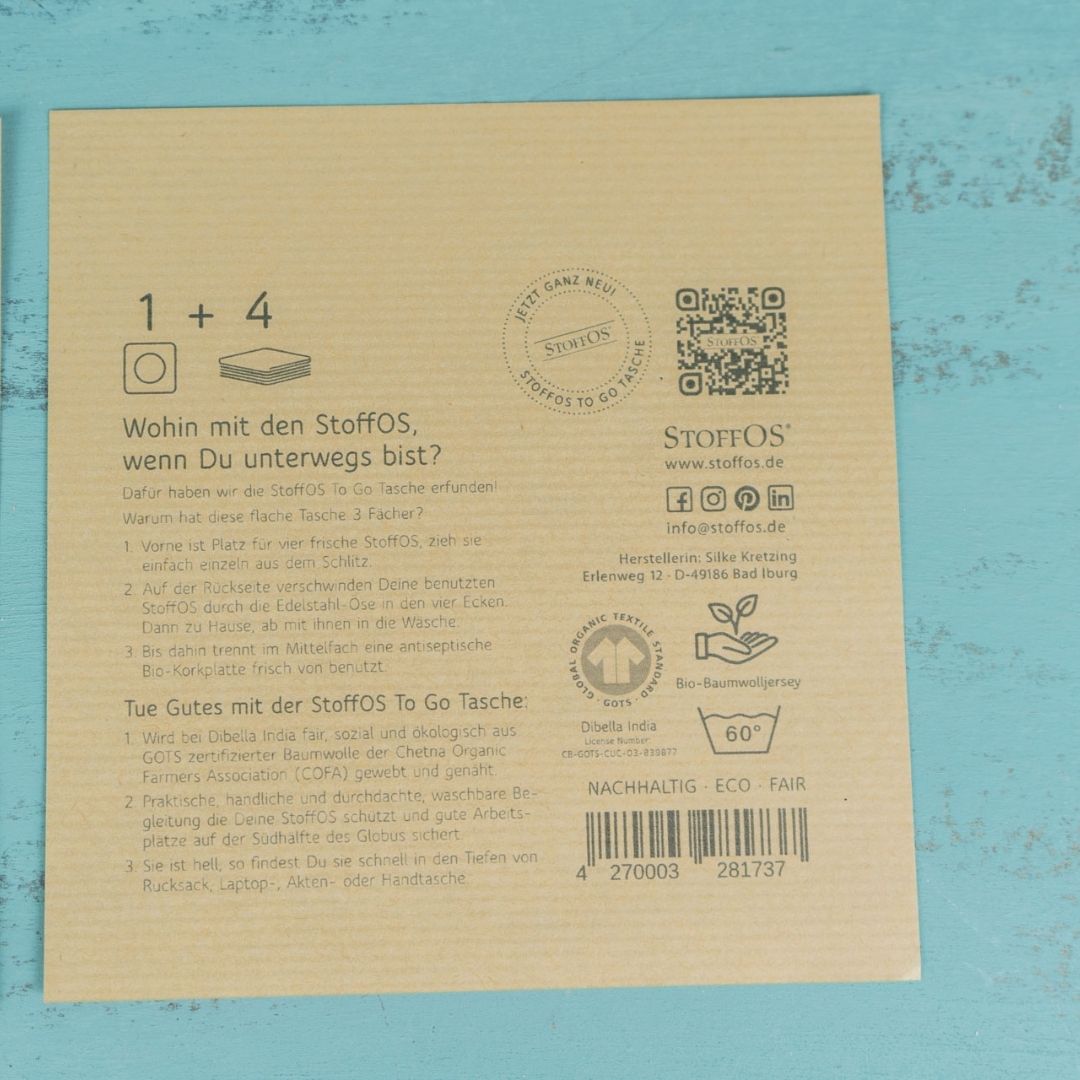 1 + 4
Wohin mit den StoffOS,
wenn Du unterwegs bist?
Dafür haben wir die StoffOS To Go Tasche erfunden!
Warum hat diese flache Tasche 3 Fächer?
1. Vorne ist Platz für vier frische StoffOS, zieh sie
einfach einzeln aus dem Schlitz.
2. Auf der Rückseite verschwinden Deine benutzten
StoffOS durch die Edelstahl-Öse in den vier Ecken.
Dann zu Hause, ab mit ihnen in die Wäsche.
3. Bis dahin trennt im Mittelfach eine antiseptische
Bio-Korkplatte frisch von benutzt.
Tue Gutes mit der StoffOS To Go Tasche:
1. Wird bei Dibella India fair, sozial und ökologisch aus
GOTS zertifizierter Baumwolle der Chetna Organic
Farmers Association (COFA) gewebt und genäht.
2. Praktische, handliche und durchdachte, waschbare Be-
gleitung die Deine StoffOS schützt und gute Arbeits-
plätze auf der Südhälfte des Globus sichert.
3. Sie ist hell, so findest Du sie schnell in den Tiefen von
Rucksack, Laptop-, Akten- oder Handtasche.
JETZT GANZ NEU!
STOFFOS®
STOFFOS TO GO TASCHE
STOFFOS
STOFFOS®
www.stoffos.de
info@stoffos.de
Herstellerin: Silke Kretzing
Erlenweg 12 · D-49186 Bad Iburg
GLOBAL ORGANIC TEXTILE STANDARD
· GOTS ·
Bio-Baumwolljersey
Dibella India
License Number:
CB-GOTS-CUC-03-839877
60°
NACHHALTIG · ECO · FAIR
4 270003 281737